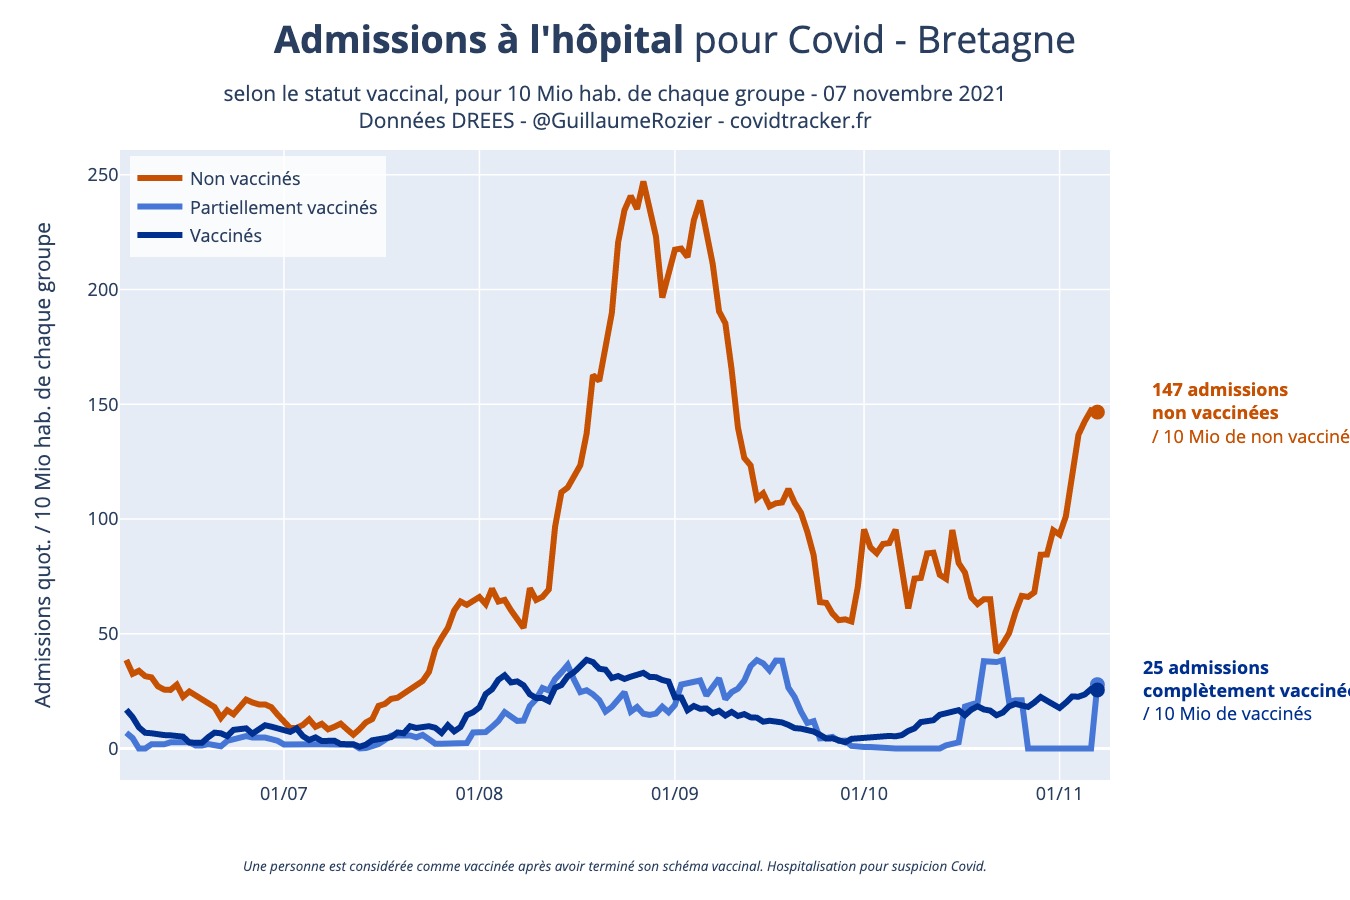 Admissions à l'hôpital pour Covid - Bretagne
selon le statut vaccinal, pour 10 Mio hab. de chaque groupe - 07 novembre 2021
Données DREES - @GuillaumeRozier - covidtracker.fr
Admissions quot. / 10 Mio hab. de chaque groupe
250
200
150
100
50
0
Non vaccinés
Partiellement vaccinés
Vaccinés
147 admissions
non vaccinées
/ 10 Mio de non vacciné
25 admissions
complètement vacciné
/ 10 Mio de vaccinés
01/07
01/08
01/09
01/10
01/11
Une personne est considérée comme vaccinée après avoir terminé son schéma vaccinal. Hospitalisation pour suspicion Covid.